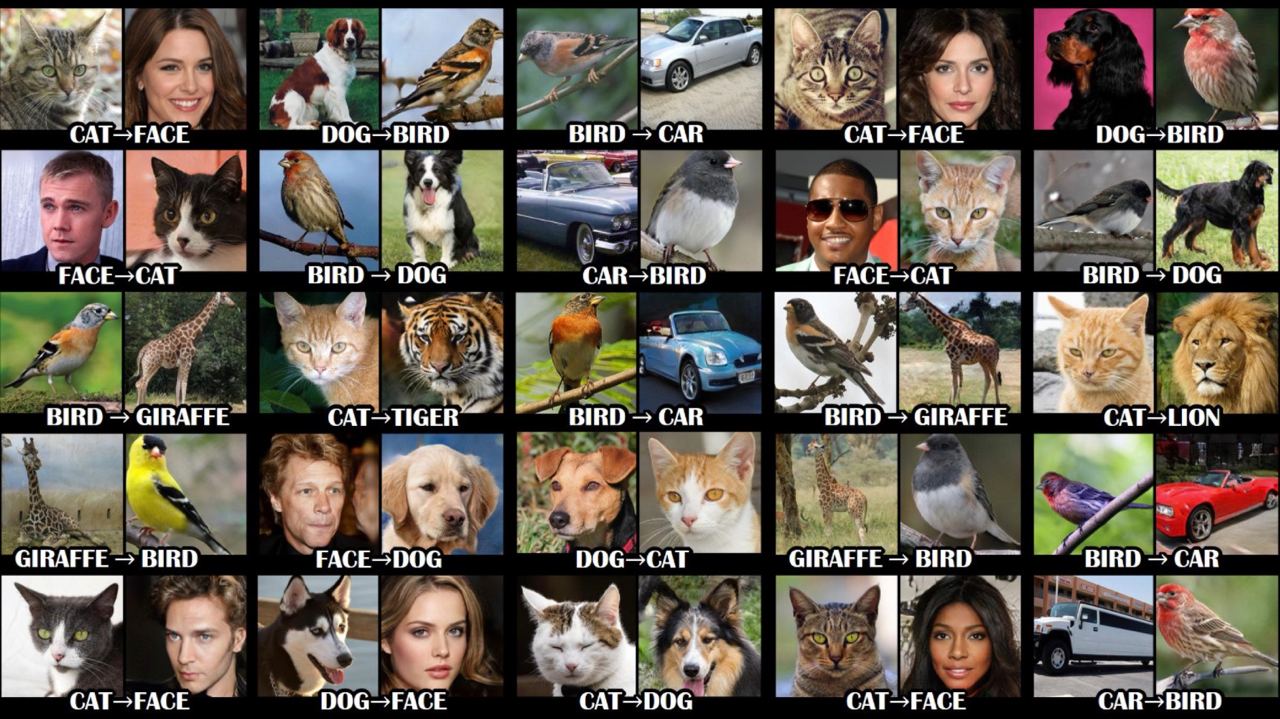 CAT→FACE
DOG→BIRD
BIRD → CAR
CAT→FACE
DOG→BIRD
FACE→CAT
BIRD → DOG
CAR→BIRD
FACE→CAT
BIRD → DOG
BIRD → GIRAFFE
CAT→TIGER
BIRD → CAR
BIRD → GIRAFFE
CAT→LION
GIRAFFE → BIRD
FACE→DOG
DOG→CAT
GIRAFFE → BIRD
BIRD → CAR
CAT→FACE
DOG→FACE
CAT→DOG
CAT→FACE
CAR→BIRD